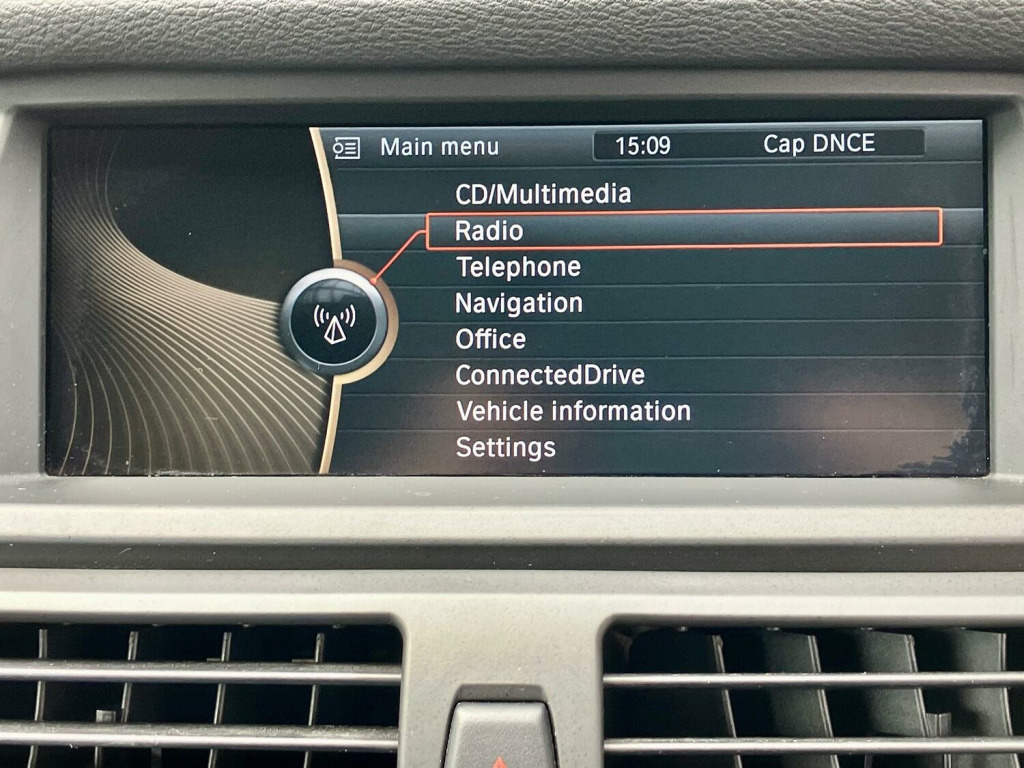 Main menu 15:09 Cap DNCE
CD/Multimedia
Radio
Telephone
Navigation
Office
ConnectedDrive
Vehicle information
Settings